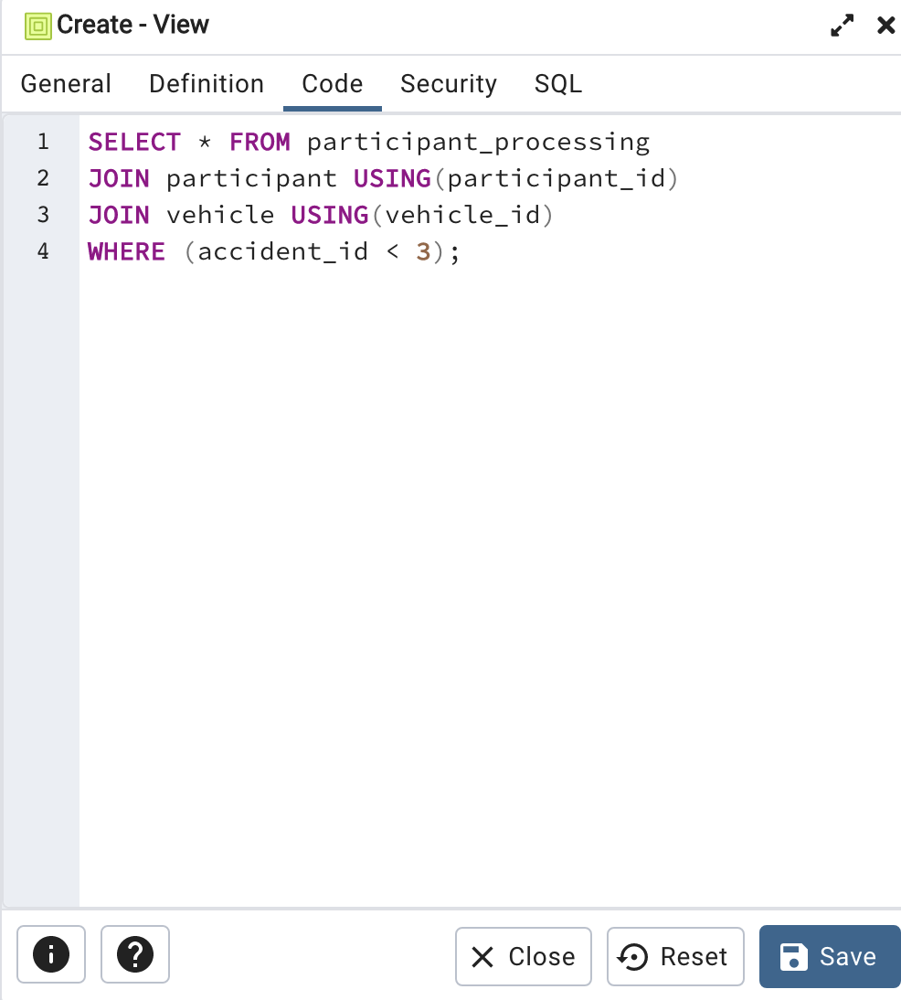 Create - View
General Definition Code Security SQL
1 SELECT * FROM participant_processing
2 JOIN participant USING(participant_id)
3 JOIN vehicle USING(vehicle_id)
4 WHERE (accident_id < 3);
Close Reset Save